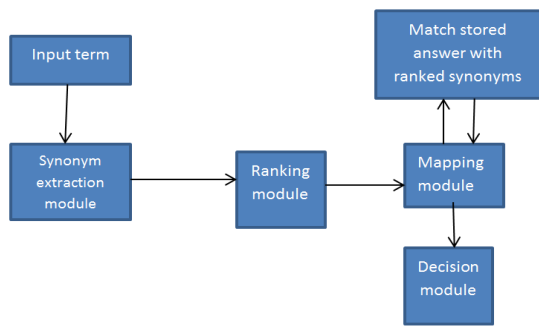 Input term
Match stored
answer with
ranked synonyms
Synonym
extraction
module
Ranking
module
Mapping
module
Decision
module